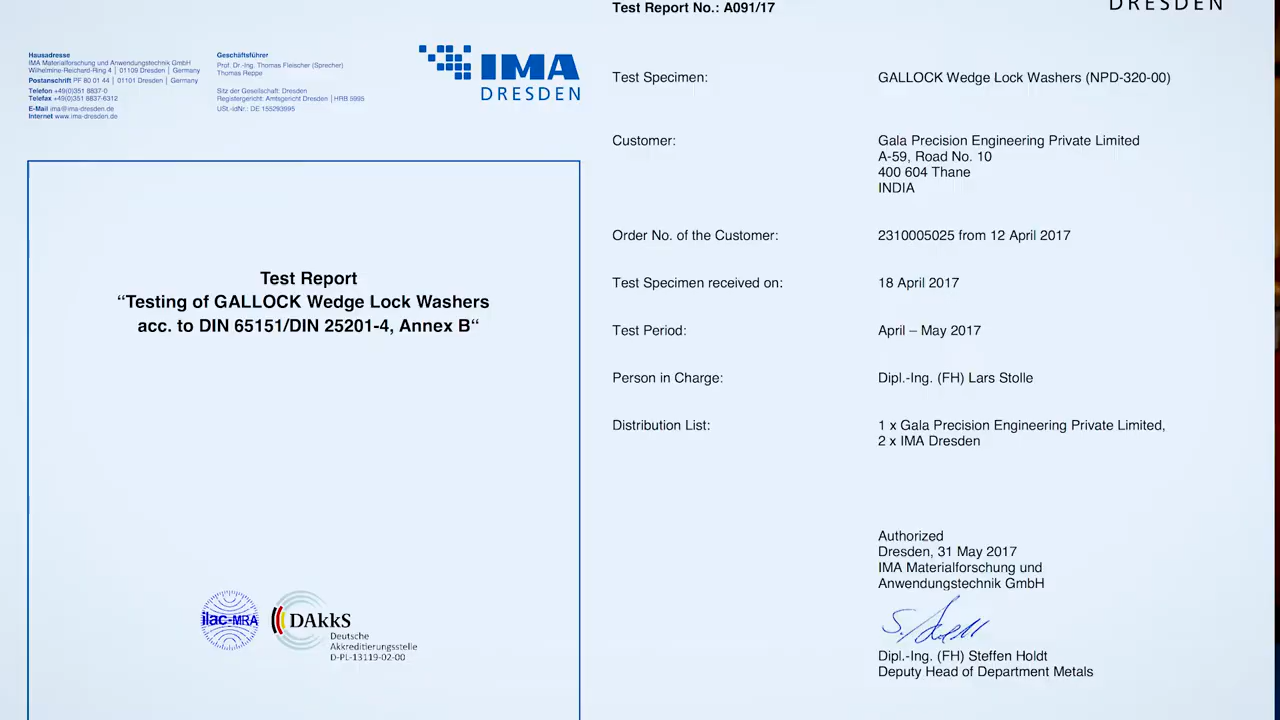 Hausadresse
IMA Materialforschung und Anwendungstechnik GmbH
Wilhelmine-Reichard-Ring 4 | 01109 Dresden | Germany
Postanschrift PF 80 01 44 | 01101 Dresden | Germany
Telefon +49(0)351 8837-0
Telefax +49(0)351 8837-6312
E-Mail ima@ima-dresden.de
Internet www.ima-dresden.de
Geschäftsführer
Prof. Dr.-Ing. Thomas Fleischer (Sprecher)
Thomas Reppe
Sitz der Gesellschaft: Dresden
Registergericht: Amtsgericht Dresden | HRB 5995
USt.-IdNr.: DE 155293995
IMA
DRESDEN
Test Report
“Testing of GALLOCK Wedge Lock Washers
acc. to DIN 65151/DIN 25201-4, Annex B“
ilac-MRA
DAkkS
Deutsche
Akkreditierungsstelle
D-PL-13119-02-00
DRESDEN
Test Report No.: A091/17
Test Specimen: GALLOCK Wedge Lock Washers (NPD-320-00)
Customer: Gala Precision Engineering Private Limited
A-59, Road No. 10
400 604 Thane
INDIA
Order No. of the Customer: 2310005025 from 12 April 2017
Test Specimen received on: 18 April 2017
Test Period: April – May 2017
Person in Charge: Dipl.-Ing. (FH) Lars Stolle
Distribution List: 1 x Gala Precision Engineering Private Limited,
2 x IMA Dresden
Authorized
Dresden, 31 May 2017
IMA Materialforschung und
Anwendungstechnik GmbH
Dipl.-Ing. (FH) Steffen Holdt
Deputy Head of Department Metals